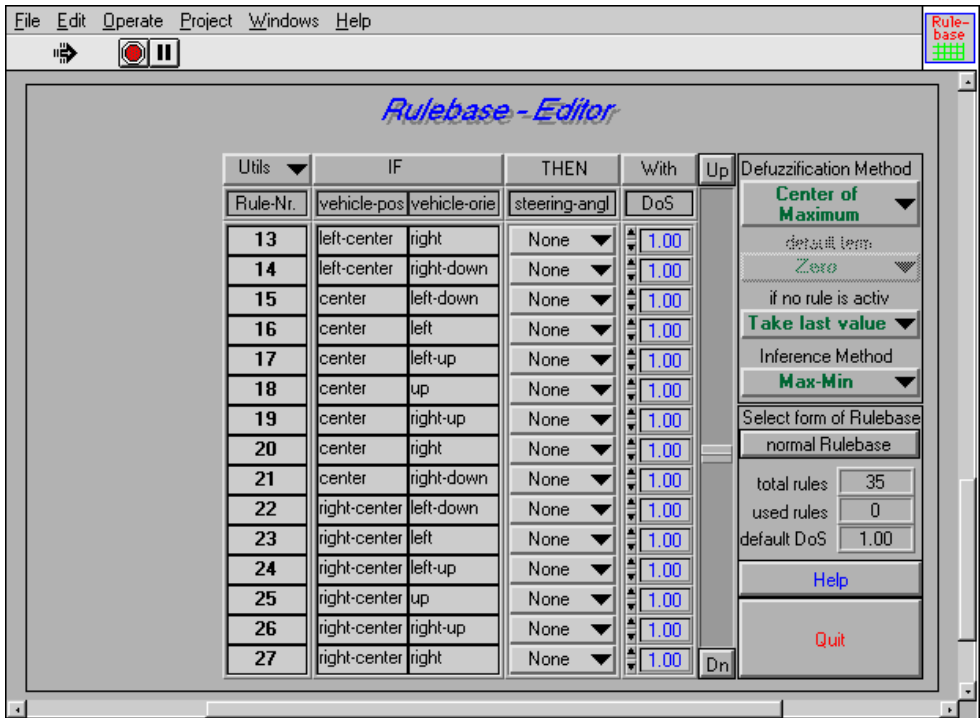 File Edit Operate Project Windows Help
Rule-
base
Rulebase - Editor
Utils IF THEN With Up
Rule-Nr. vehicle-pos vehicle-orie steering-angl DoS
13 left-center right None 1.00
14 left-center right-down None 1.00
15 center left-down None 1.00
16 center left None 1.00
17 center left-up None 1.00
18 center up None 1.00
19 center right-up None 1.00
20 center right None 1.00
21 center right-down None 1.00
22 right-center left-down None 1.00
23 right-center left None 1.00
24 right-center left-up None 1.00
25 right-center up None 1.00
26 right-center right-up None 1.00
27 right-center right None 1.00
Dn
Defuzzification Method
Center of
Maximum
default term
Zero
if no rule is activ
Take last value
Inference Method
Max-Min
Select form of Rulebase
normal Rulebase
total rules 35
used rules 0
default DoS 1.00
Help
Quit